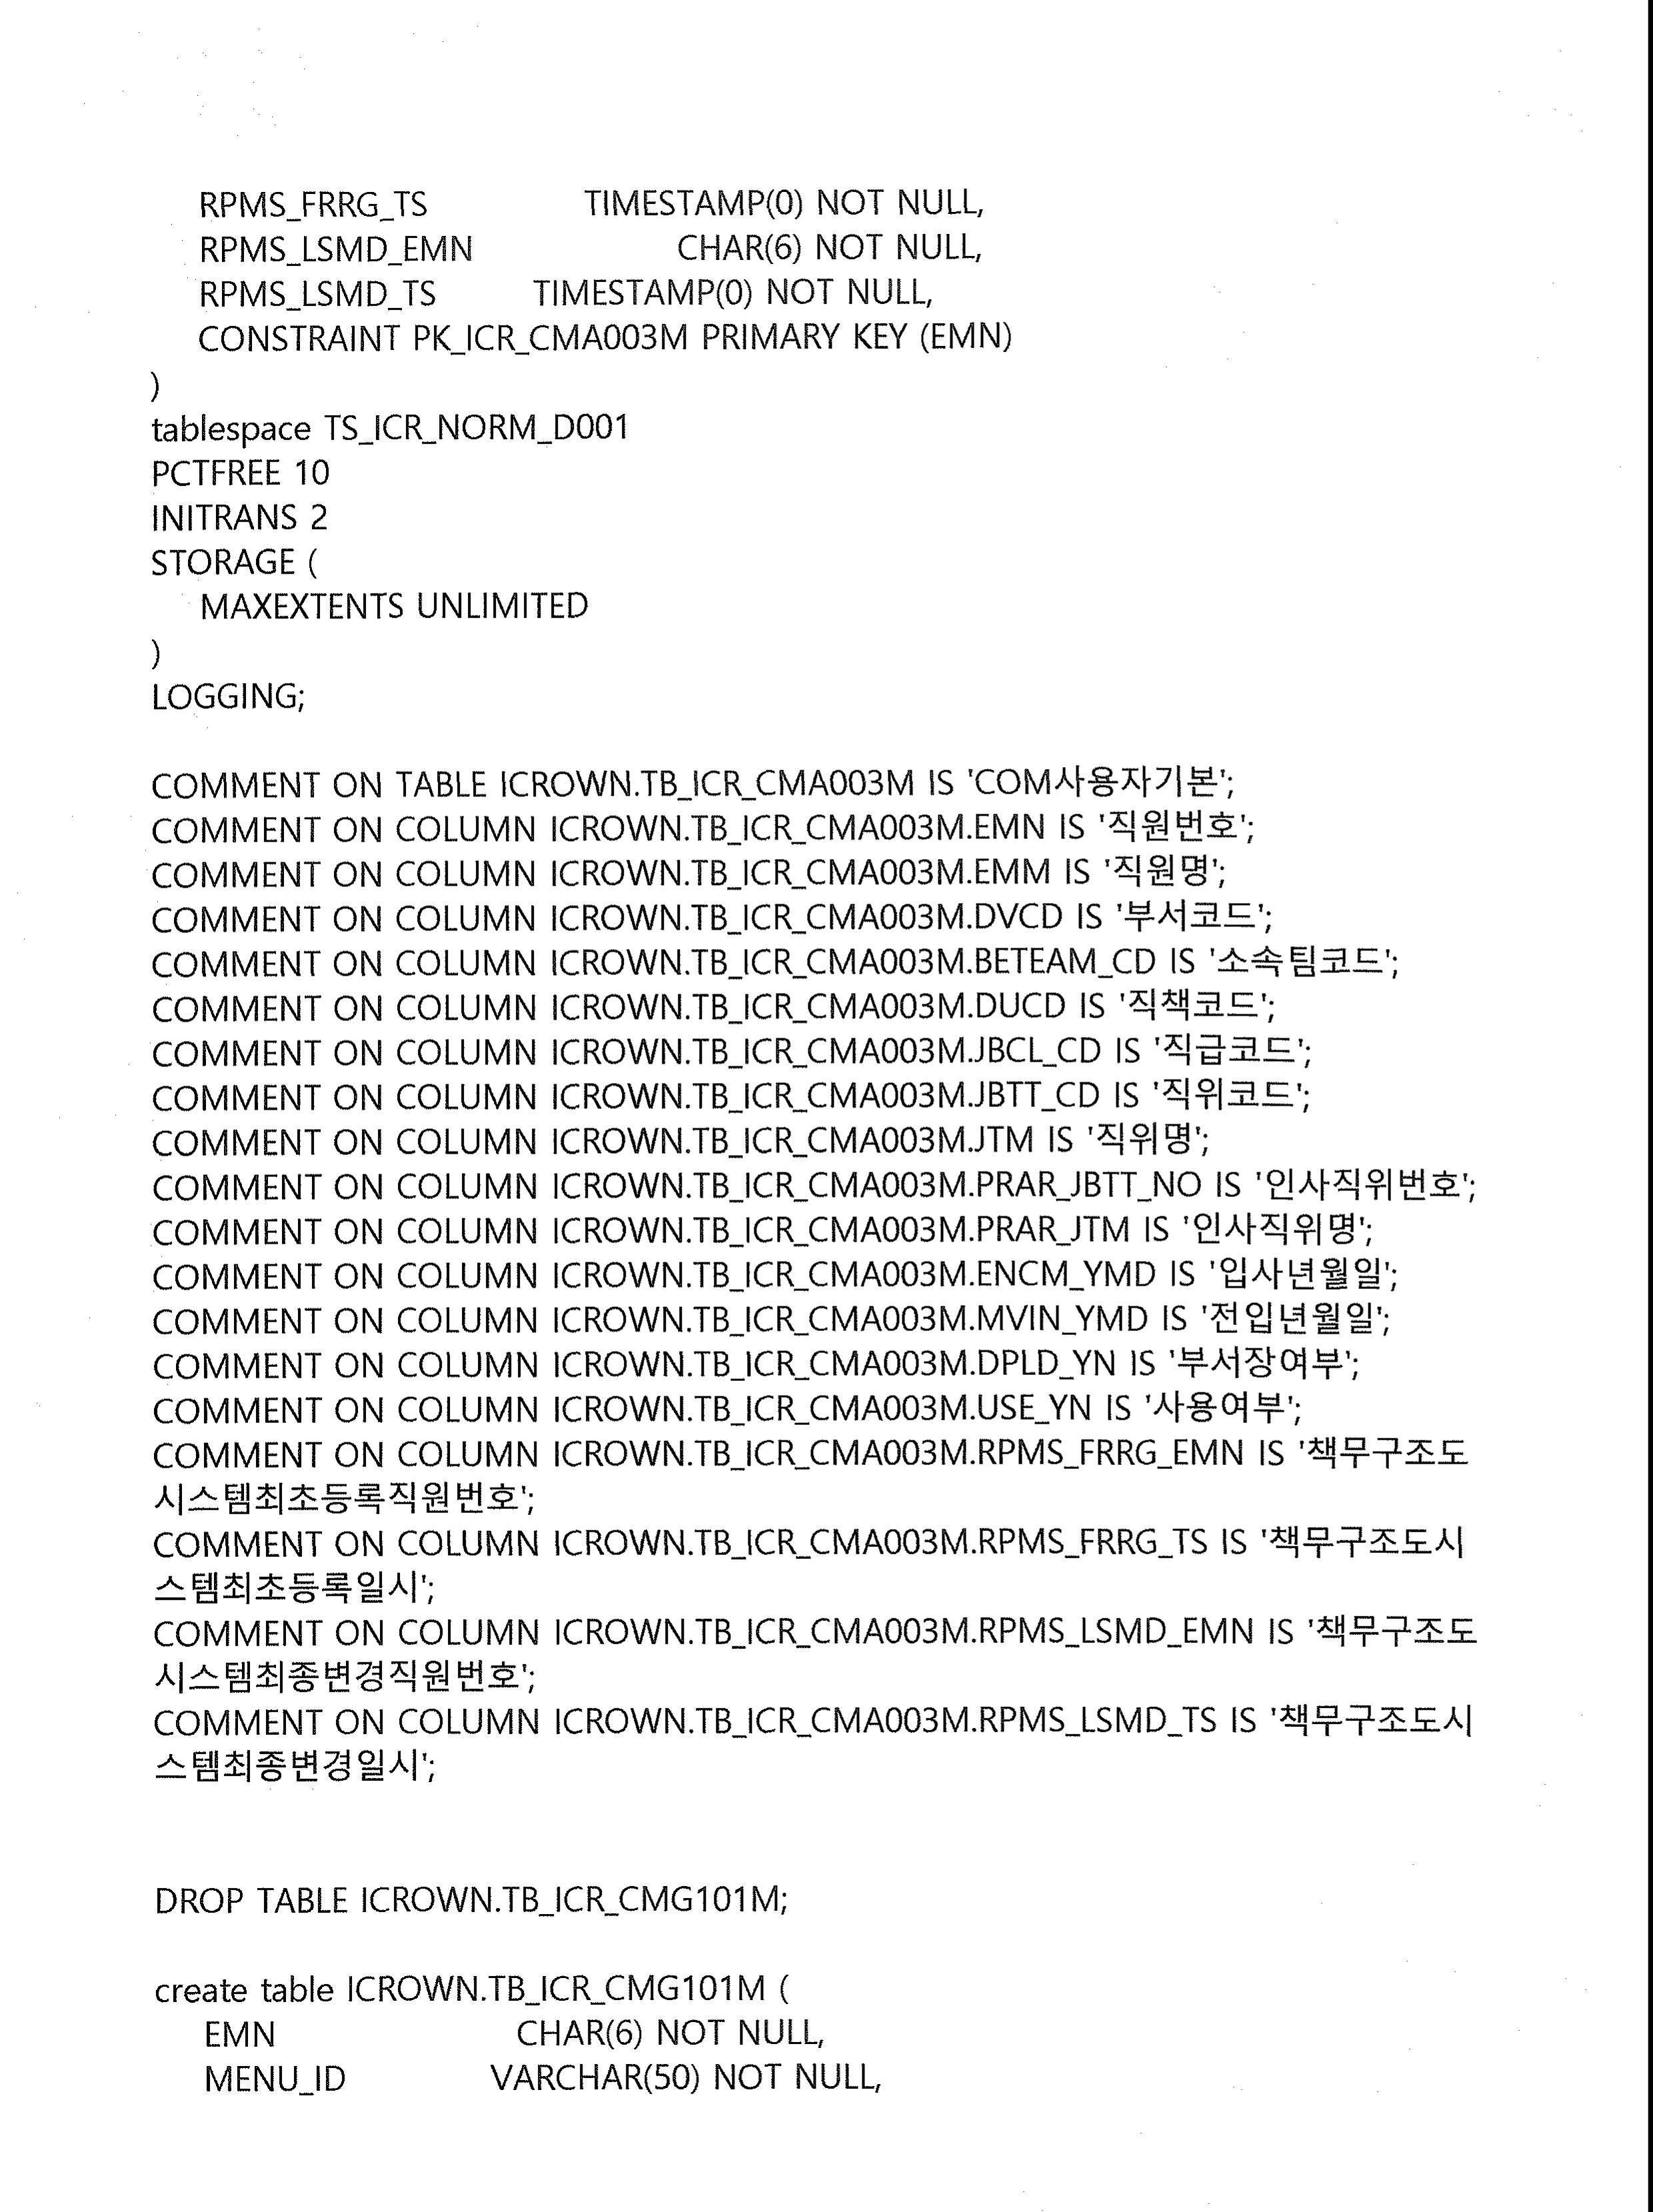 RPMS_FRRG_TS TIMESTAMP(0) NOT NULL,
RPMS_LSMD_EMN CHAR(6) NOT NULL,
RPMS_LSMD_TS TIMESTAMP(0) NOT NULL,
CONSTRAINT PK_ICR_CMA003M PRIMARY KEY (EMN)
)
tablespace TS_ICR_NORM_D001
PCTFREE 10
INITRANS 2
STORAGE (
MAXEXTENTS UNLIMITED
)
LOGGING;
COMMENT ON TABLE ICROWN.TB_ICR_CMA003M IS 'COM사용자기본';
COMMENT ON COLUMN ICROWN.TB_ICR_CMA003M.EMN IS '직원번호';
COMMENT ON COLUMN ICROWN.TB_ICR_CMA003M.EMM IS '직원명';
COMMENT ON COLUMN ICROWN.TB_ICR_CMA003M.DVCD IS '부서코드';
COMMENT ON COLUMN ICROWN.TB_ICR_CMA003M.BETEAM_CD IS '소속팀코드';
COMMENT ON COLUMN ICROWN.TB_ICR_CMA003M.DUCD IS '직책코드';
COMMENT ON COLUMN ICROWN.TB_ICR_CMA003M.JBCL_CD IS '직급코드';
COMMENT ON COLUMN ICROWN.TB_ICR_CMA003M.JBTT_CD IS '직위코드';
COMMENT ON COLUMN ICROWN.TB_ICR_CMA003M.JTM IS '직위명';
COMMENT ON COLUMN ICROWN.TB_ICR_CMA003M.PRAR_JBTT_NO IS '인사직위번호';
COMMENT ON COLUMN ICROWN.TB_ICR_CMA003M.PRAR_JTM IS '인사직위명';
COMMENT ON COLUMN ICROWN.TB_ICR_CMA003M.ENCM_YMD IS '입사년월일';
COMMENT ON COLUMN ICROWN.TB_ICR_CMA003M.MVIN_YMD IS '전입년월일';
COMMENT ON COLUMN ICROWN.TB_ICR_CMA003M.DPLD_YN IS '부서장여부';
COMMENT ON COLUMN ICROWN.TB_ICR_CMA003M.USE_YN IS '사용여부';
COMMENT ON COLUMN ICROWN.TB_ICR_CMA003M.RPMS_FRRG_EMN IS '책무구조도
시스템최초등록직원번호';
COMMENT ON COLUMN ICROWN.TB_ICR_CMA003M.RPMS_FRRG_TS IS '책무구조도시
스템최초등록일시';
COMMENT ON COLUMN ICROWN.TB_ICR_CMA003M.RPMS_LSMD_EMN IS '책무구조도
시스템최종변경직원번호';
COMMENT ON COLUMN ICROWN.TB_ICR_CMA003M.RPMS_LSMD_TS IS '책무구조도시
스템최종변경일시';
DROP TABLE ICROWN.TB_ICR_CMG101M;
create table ICROWN.TB_ICR_CMG101M (
EMN CHAR(6) NOT NULL,
MENU_ID VARCHAR(50) NOT NULL,